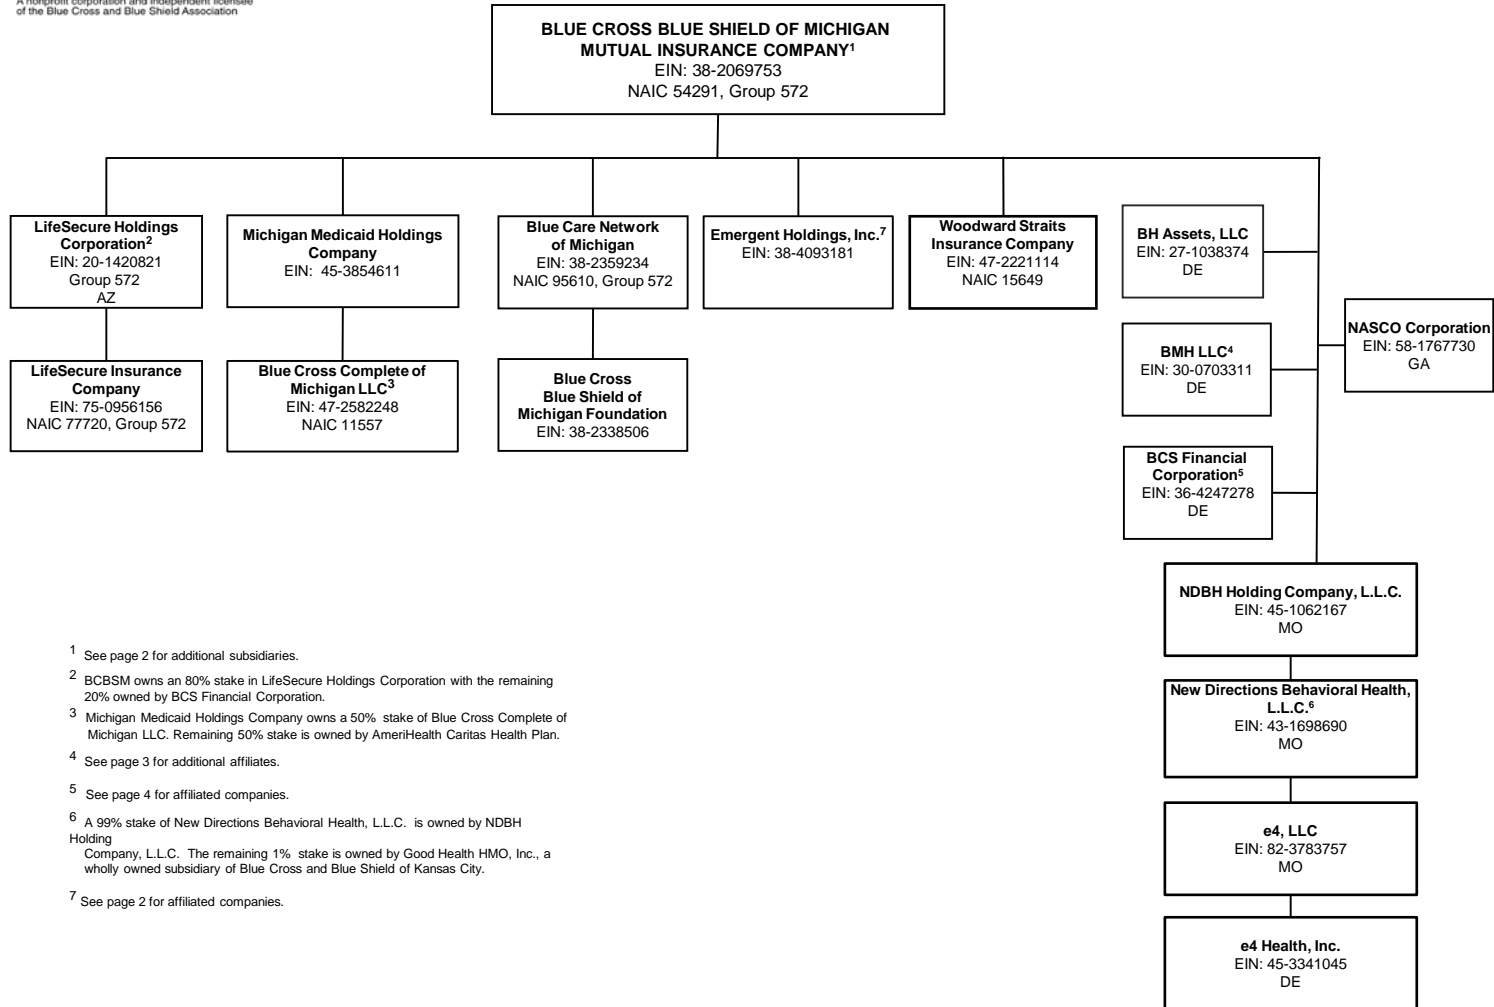 A nonprofit corporation and independent licensee
of the Blue Cross and Blue Shield Association
BLUE CROSS BLUE SHIELD OF MICHIGAN
MUTUAL INSURANCE COMPANY¹
EIN: 38-2069753
NAIC 54291, Group 572
LifeSecure Holdings
Corporation²
EIN: 20-1420821
Group 572
AZ
Michigan Medicaid Holdings
Company
EIN: 45-3854611
Blue Care Network
of Michigan
EIN: 38-2359234
NAIC 95610, Group 572
Emergent Holdings, Inc.⁷
EIN: 38-4093181
Woodward Straits
Insurance Company
EIN: 47-2221114
NAIC 15649
BH Assets, LLC
EIN: 27-1038374
DE
NASCO Corporation
EIN: 58-1767730
GA
BMH LLC⁴
EIN: 30-0703311
DE
LifeSecure Insurance
Company
EIN: 75-0956156
NAIC 77720, Group 572
Blue Cross Complete of
Michigan LLC³
EIN: 47-2582248
NAIC 11557
Blue Cross
Blue Shield of
Michigan Foundation
EIN: 38-2338506
BCS Financial
Corporation⁵
EIN: 36-4247278
DE
NDBH Holding Company, L.L.C.
EIN: 45-1062167
MO
New Directions Behavioral Health,
L.L.C.⁶
EIN: 43-1698690
MO
e4, LLC
EIN: 82-3783757
MO
e4 Health, Inc.
EIN: 45-3341045
DE
¹ See page 2 for additional subsidiaries.
² BCBSM owns an 80% stake in LifeSecure Holdings Corporation with the remaining
20% owned by BCS Financial Corporation.
³ Michigan Medicaid Holdings Company owns a 50% stake of Blue Cross Complete of
Michigan LLC. Remaining 50% stake is owned by AmeriHealth Caritas Health Plan.
⁴ See page 3 for additional affiliates.
⁵ See page 4 for affiliated companies.
⁶ A 99% stake of New Directions Behavioral Health, L.L.C. is owned by NDBH
Holding
Company, L.L.C. The remaining 1% stake is owned by Good Health HMO, Inc., a
wholly owned subsidiary of Blue Cross and Blue Shield of Kansas City.
⁷ See page 2 for affiliated companies.